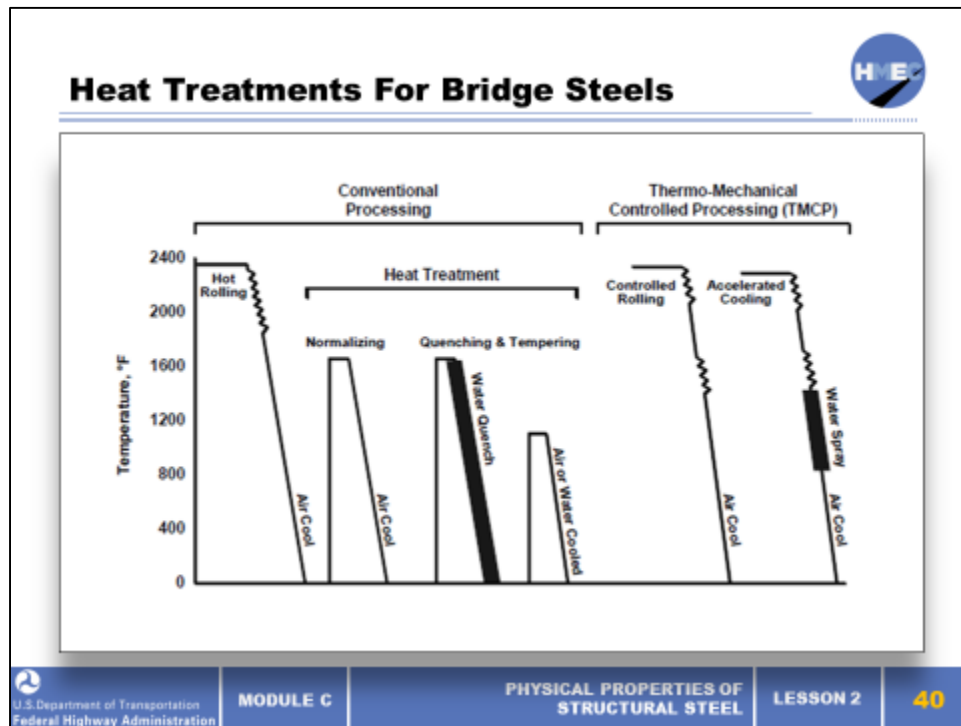 Heat Treatments For Bridge Steels
HMEC
Conventional
Processing
Thermo-Mechanical
Controlled Processing (TMCP)
2400
2000
1600
1200
800
400
0
Temperature, °F
Hot
Rolling
Heat Treatment
Controlled
Rolling
Accelerated
Cooling
Normalizing
Quenching & Tempering
Air Cool
Air Cool
Water Quench
Air or Water Cooled
Air Cool
Water Spray
Air Cool
U.S.Department of Transportation
Federal Highway Administration
MODULE C
PHYSICAL PROPERTIES OF
STRUCTURAL STEEL
LESSON 2
40